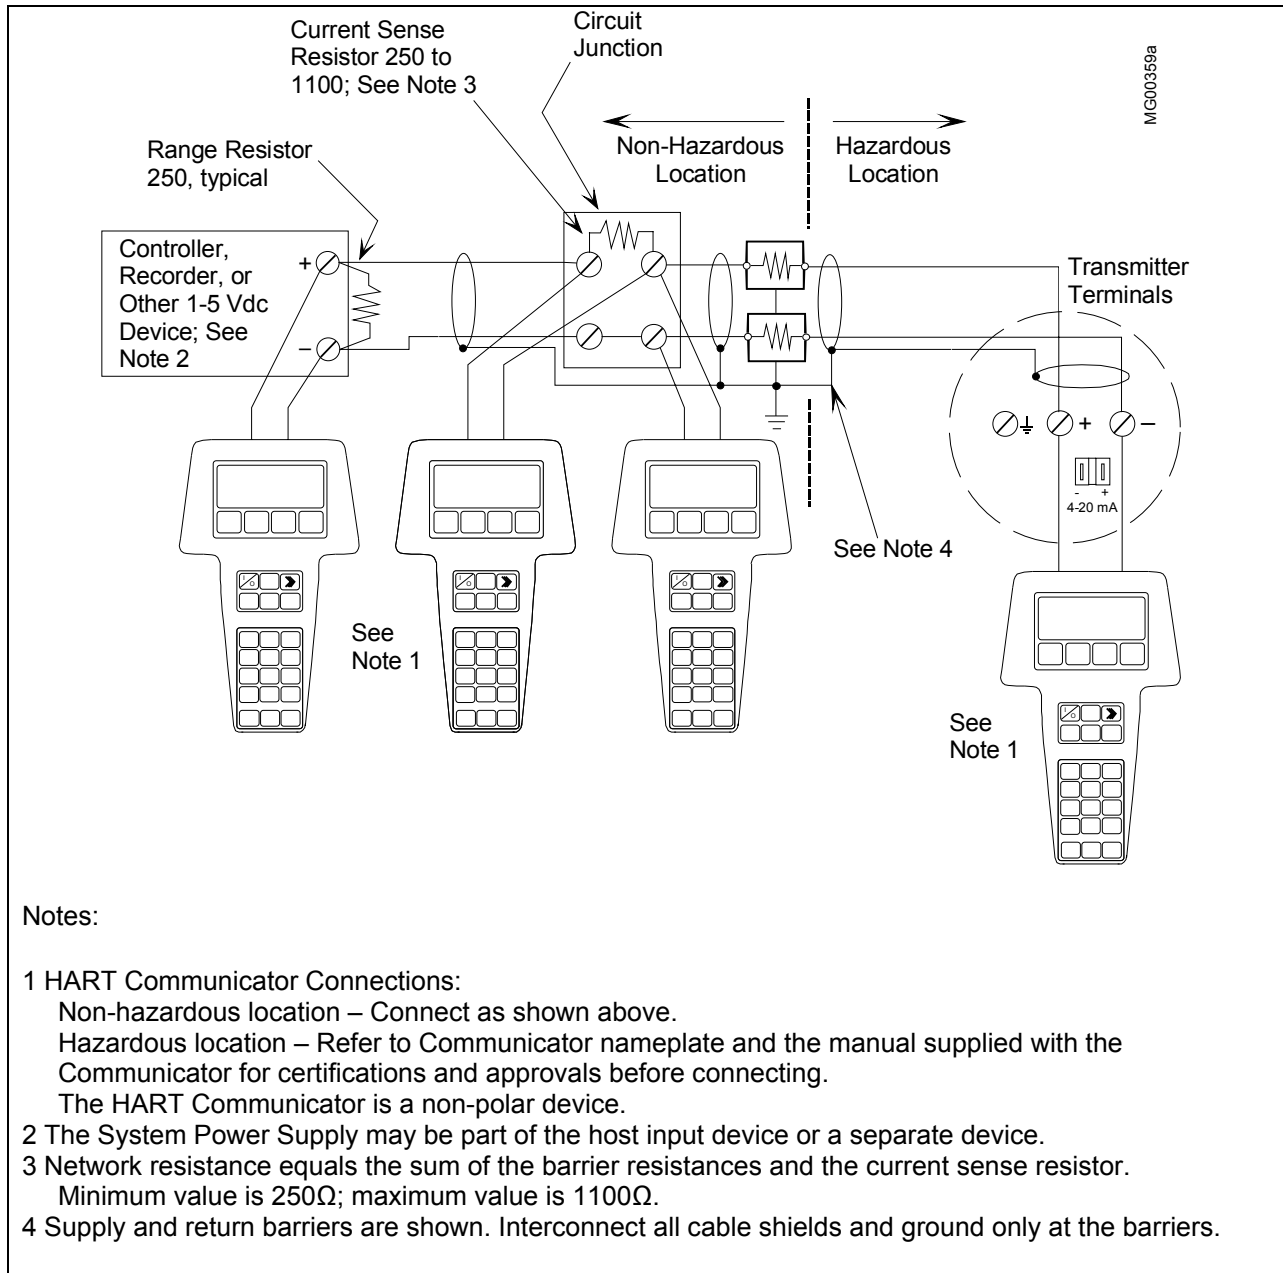 Current Sense
Resistor 250 to
1100; See Note 3
Circuit
Junction
MG00359a
Non-Hazardous
Location
Hazardous
Location
Range Resistor
250, typical
Controller,
Recorder, or
Other 1-5 Vdc
Device; See
Note 2
+
–
Transmitter
Terminals
+
–
- +
4-20 mA
See Note 4
I/O
I/O
I/O
See
Note 1
I/O
See
Note 1
Notes:
1 HART Communicator Connections:
Non-hazardous location – Connect as shown above.
Hazardous location – Refer to Communicator nameplate and the manual supplied with the
Communicator for certifications and approvals before connecting.
The HART Communicator is a non-polar device.
2 The System Power Supply may be part of the host input device or a separate device.
3 Network resistance equals the sum of the barrier resistances and the current sense resistor.
Minimum value is 250Ω; maximum value is 1100Ω.
4 Supply and return barriers are shown. Interconnect all cable shields and ground only at the barriers.